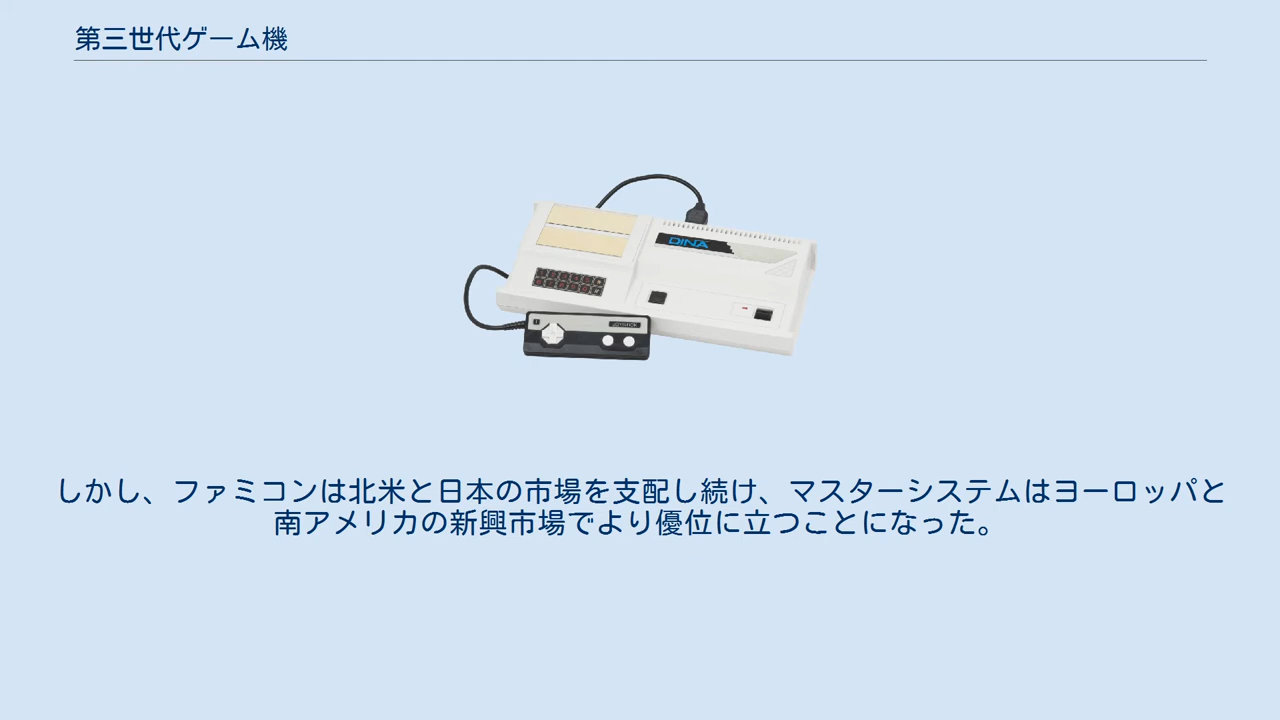 第三世代ゲーム機
DINA
JOYSTICK
しかし、ファミコンは北米と日本の市場を支配し続け、マスターシステムはヨーロッパと
南アメリカの新興市場でより優位に立つことになった。